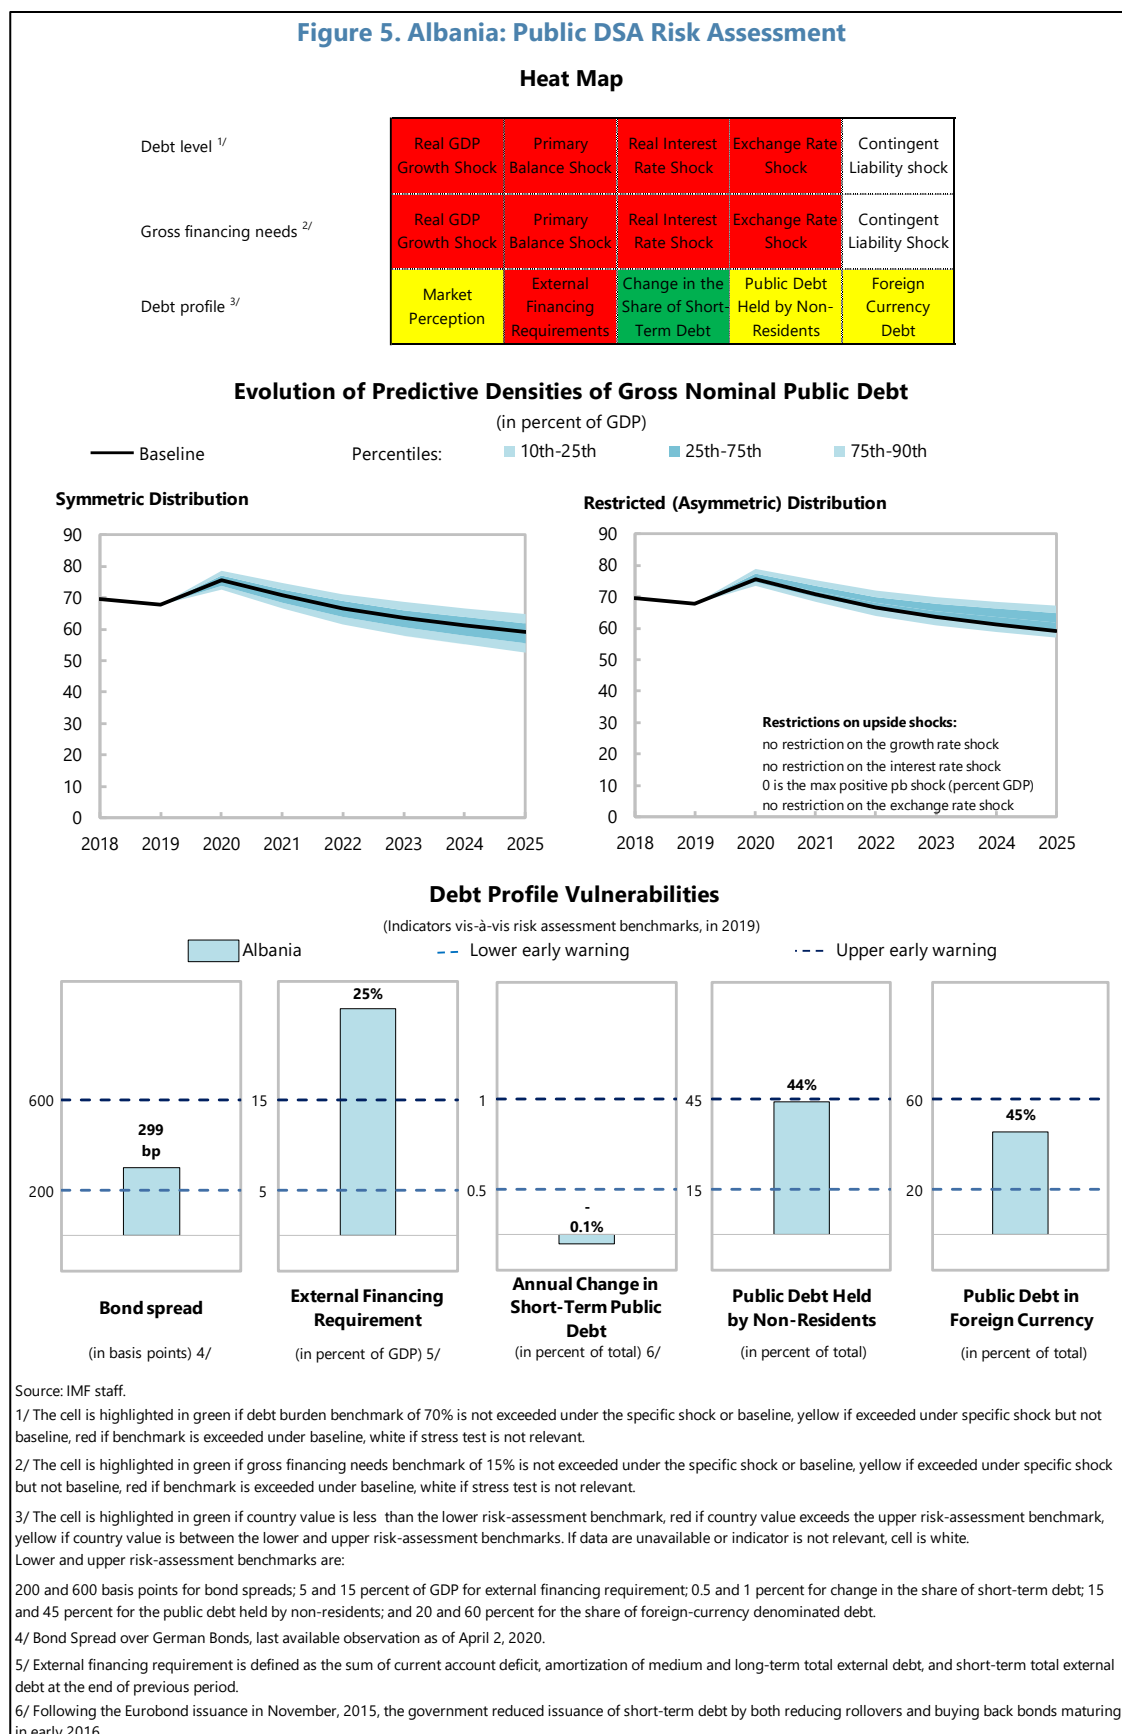 Figure 5. Albania: Public DSA Risk Assessment
Heat Map
Debt level 1/
Real GDP Growth Shock
Primary Balance Shock
Real Interest Rate Shock
Exchange Rate Shock
Contingent Liability shock
Gross financing needs 2/
Real GDP Growth Shock
Primary Balance Shock
Real Interest Rate Shock
Exchange Rate Shock
Contingent Liability Shock
Debt profile 3/
Market Perception
External Financing Requirements
Change in the Share of Short-Term Debt
Public Debt Held by Non-Residents
Foreign Currency Debt
Evolution of Predictive Densities of Gross Nominal Public Debt
(in percent of GDP)
Baseline
Percentiles:
10th-25th
25th-75th
75th-90th
Symmetric Distribution
90
80
70
60
50
40
30
20
10
0
2018 2019 2020 2021 2022 2023 2024 2025
Restricted (Asymmetric) Distribution
90
80
70
60
50
40
30
20
10
0
Restrictions on upside shocks:
no restriction on the growth rate shock
no restriction on the interest rate shock
0 is the max positive pb shock (percent GDP)
no restriction on the exchange rate shock
2018 2019 2020 2021 2022 2023 2024 2025
Debt Profile Vulnerabilities
(Indicators vis-à-vis risk assessment benchmarks, in 2019)
Albania
Lower early warning
Upper early warning
600
200
299
bp
Bond spread
(in basis points) 4/
15
5
25%
External Financing
Requirement
(in percent of GDP) 5/
1
0.5
-
0.1%
Annual Change in
Short-Term Public
Debt
(in percent of total) 6/
45
15
44%
Public Debt Held
by Non-Residents
(in percent of total)
60
20
45%
Public Debt in
Foreign Currency
(in percent of total)
Source: IMF staff.
1/ The cell is highlighted in green if debt burden benchmark of 70% is not exceeded under the specific shock or baseline, yellow if exceeded under specific shock but not
baseline, red if benchmark is exceeded under baseline, white if stress test is not relevant.
2/ The cell is highlighted in green if gross financing needs benchmark of 15% is not exceeded under the specific shock or baseline, yellow if exceeded under specific shock
but not baseline, red if benchmark is exceeded under baseline, white if stress test is not relevant.
3/ The cell is highlighted in green if country value is less than the lower risk-assessment benchmark, red if country value exceeds the upper risk-assessment benchmark,
yellow if country value is between the lower and upper risk-assessment benchmarks. If data are unavailable or indicator is not relevant, cell is white.
Lower and upper risk-assessment benchmarks are:
200 and 600 basis points for bond spreads; 5 and 15 percent of GDP for external financing requirement; 0.5 and 1 percent for change in the share of short-term debt; 15
and 45 percent for the public debt held by non-residents; and 20 and 60 percent for the share of foreign-currency denominated debt.
4/ Bond Spread over German Bonds, last available observation as of April 2, 2020.
5/ External financing requirement is defined as the sum of current account deficit, amortization of medium and long-term total external debt, and short-term total external
debt at the end of previous period.
6/ Following the Eurobond issuance in November, 2015, the government reduced issuance of short-term debt by both reducing rollovers and buying back bonds maturing
in early 2016.